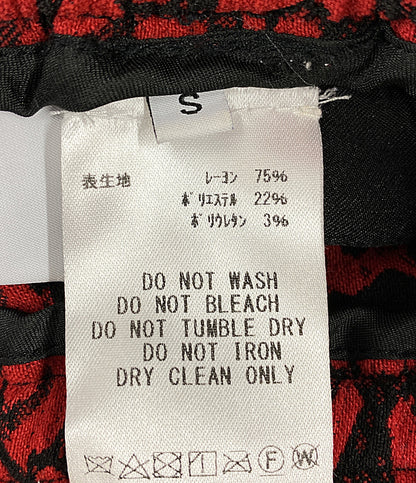 S
表生地 レーヨン 75%
ポリエステル 22%
ポリウレタン 3%
DO NOT WASH
DO NOT BLEACH
DO NOT TUMBLE DRY
DO NOT IRON
DRY CLEAN ONLY
F W